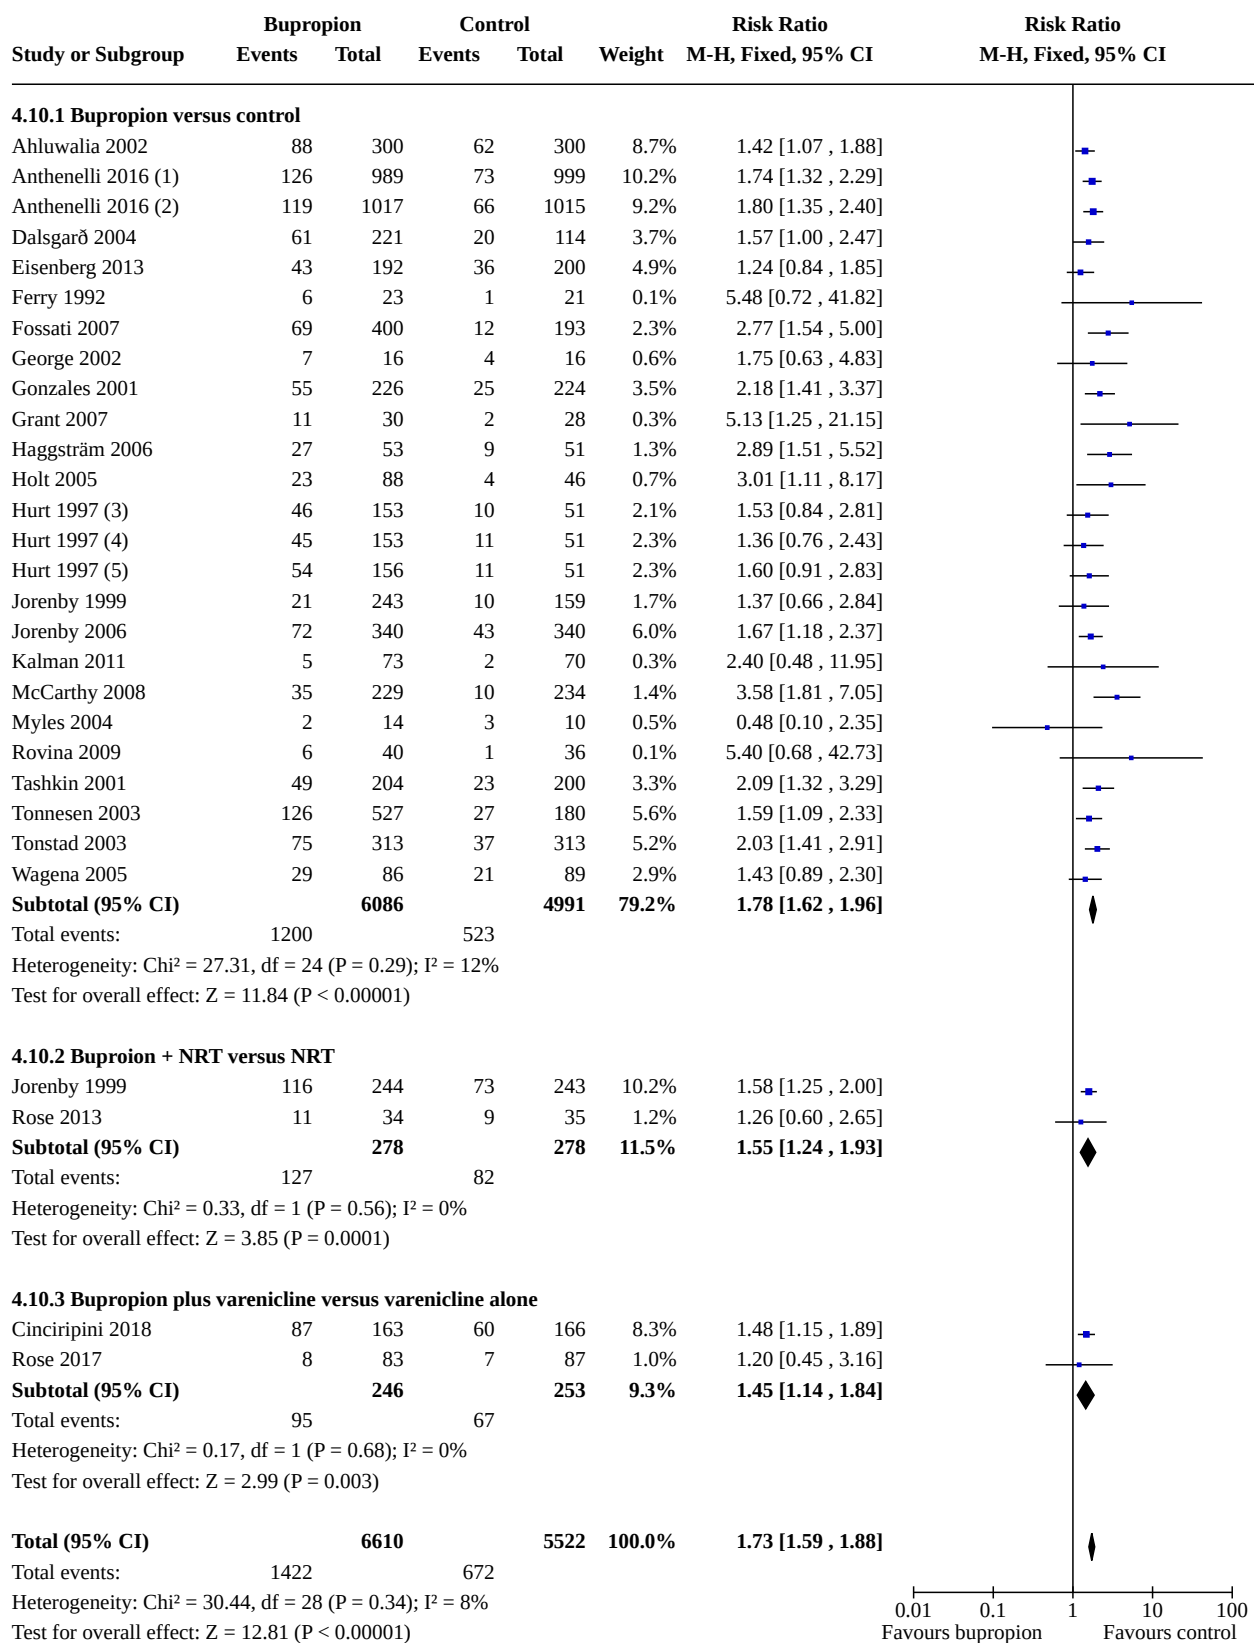 Bupropion Control Risk Ratio Risk Ratio
Study or Subgroup Events Total Events Total Weight M-H, Fixed, 95% CI M-H, Fixed, 95% CI
4.10.1 Bupropion versus control
Ahluwalia 2002 88 300 62 300 8.7% 1.42 [1.07 , 1.88]
Anthenelli 2016 (1) 126 989 73 999 10.2% 1.74 [1.32 , 2.29]
Anthenelli 2016 (2) 119 1017 66 1015 9.2% 1.80 [1.35 , 2.40]
Dalsgarð 2004 61 221 20 114 3.7% 1.57 [1.00 , 2.47]
Eisenberg 2013 43 192 36 200 4.9% 1.24 [0.84 , 1.85]
Ferry 1992 6 23 1 21 0.1% 5.48 [0.72 , 41.82]
Fossati 2007 69 400 12 193 2.3% 2.77 [1.54 , 5.00]
George 2002 7 16 4 16 0.6% 1.75 [0.63 , 4.83]
Gonzales 2001 55 226 25 224 3.5% 2.18 [1.41 , 3.37]
Grant 2007 11 30 2 28 0.3% 5.13 [1.25 , 21.15]
Haggsträm 2006 27 53 9 51 1.3% 2.89 [1.51 , 5.52]
Holt 2005 23 88 4 46 0.7% 3.01 [1.11 , 8.17]
Hurt 1997 (3) 46 153 10 51 2.1% 1.53 [0.84 , 2.81]
Hurt 1997 (4) 45 153 11 51 2.3% 1.36 [0.76 , 2.43]
Hurt 1997 (5) 54 156 11 51 2.3% 1.60 [0.91 , 2.83]
Jorenby 1999 21 243 10 159 1.7% 1.37 [0.66 , 2.84]
Jorenby 2006 72 340 43 340 6.0% 1.67 [1.18 , 2.37]
Kalman 2011 5 73 2 70 0.3% 2.40 [0.48 , 11.95]
McCarthy 2008 35 229 10 234 1.4% 3.58 [1.81 , 7.05]
Myles 2004 2 14 3 10 0.5% 0.48 [0.10 , 2.35]
Rovina 2009 6 40 1 36 0.1% 5.40 [0.68 , 42.73]
Tashkin 2001 49 204 23 200 3.3% 2.09 [1.32 , 3.29]
Tonnesen 2003 126 527 27 180 5.6% 1.59 [1.09 , 2.33]
Tonstad 2003 75 313 37 313 5.2% 2.03 [1.41 , 2.91]
Wagena 2005 29 86 21 89 2.9% 1.43 [0.89 , 2.30]
Subtotal (95% CI) 6086 4991 79.2% 1.78 [1.62 , 1.96]
Total events: 1200 523
Heterogeneity: Chi² = 27.31, df = 24 (P = 0.29); I² = 12%
Test for overall effect: Z = 11.84 (P < 0.00001)
4.10.2 Buproion + NRT versus NRT
Jorenby 1999 116 244 73 243 10.2% 1.58 [1.25 , 2.00]
Rose 2013 11 34 9 35 1.2% 1.26 [0.60 , 2.65]
Subtotal (95% CI) 278 278 11.5% 1.55 [1.24 , 1.93]
Total events: 127 82
Heterogeneity: Chi² = 0.33, df = 1 (P = 0.56); I² = 0%
Test for overall effect: Z = 3.85 (P = 0.0001)
4.10.3 Bupropion plus varenicline versus varenicline alone
Cinciripini 2018 87 163 60 166 8.3% 1.48 [1.15 , 1.89]
Rose 2017 8 83 7 87 1.0% 1.20 [0.45 , 3.16]
Subtotal (95% CI) 246 253 9.3% 1.45 [1.14 , 1.84]
Total events: 95 67
Heterogeneity: Chi² = 0.17, df = 1 (P = 0.68); I² = 0%
Test for overall effect: Z = 2.99 (P = 0.003)
Total (95% CI) 6610 5522 100.0% 1.73 [1.59 , 1.88]
Total events: 1422 672
Heterogeneity: Chi² = 30.44, df = 28 (P = 0.34); I² = 8%
0.01 0.1 1 10 100
Test for overall effect: Z = 12.81 (P < 0.00001) Favours bupropion Favours control